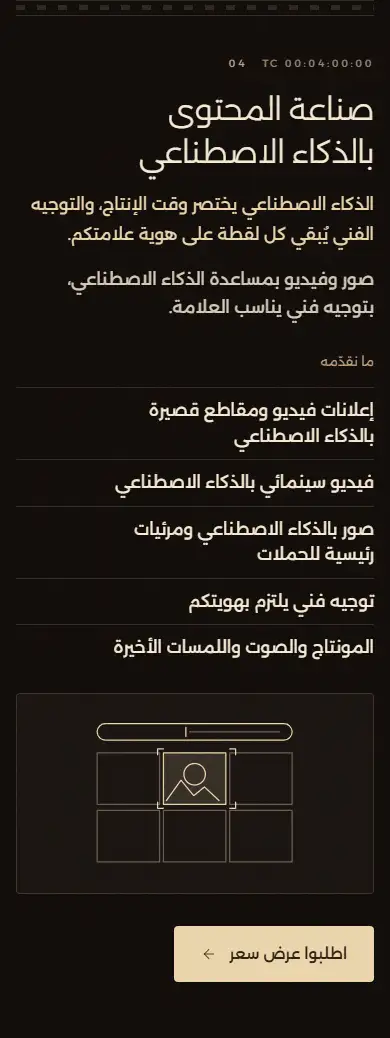 04 TC 00:04:00:00
صناعة المحتوى
بالذكاء الاصطناعي
الذكاء الاصطناعي يختصر وقت الإنتاج، والتوجيه
الفني يُبقي كل لقطة على هوية علامتكم.
صور وفيديو بمساعدة الذكاء الاصطناعي،
بتوجيه فني يناسب العلامة.
ما نقدّمه
إعلانات فيديو ومقاطع قصيرة
بالذكاء الاصطناعي
فيديو سينمائي بالذكاء الاصطناعي
صور بالذكاء الاصطناعي ومرئيات
رئيسية للحملات
توجيه فني يلتزم بهويتكم
المونتاج والصوت واللمسات الأخيرة
اطلبوا عرض سعر ←